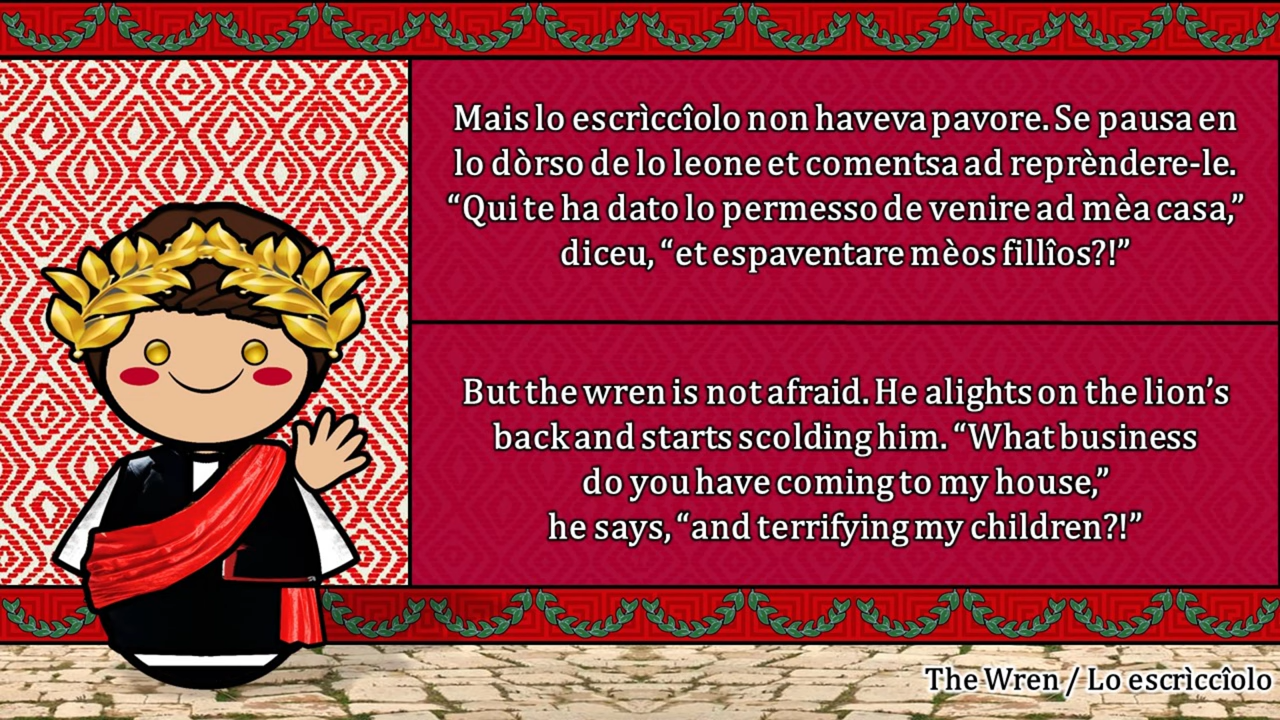 Mais lo escrìccîolo non haveva pavore. Se pausa en
lo dòrso de lo leone et comentsa ad reprèndere-le.
“Qui te ha dato lo permesso de venire ad mèa casa,”
diceu, “et espaventare mèos fillîos?!”
But the wren is not afraid. He alights on the lion’s
back and starts scolding him. “What business
do you have coming to my house,”
he says, “and terrifying my children?!”
The Wren / Lo escrìccîolo